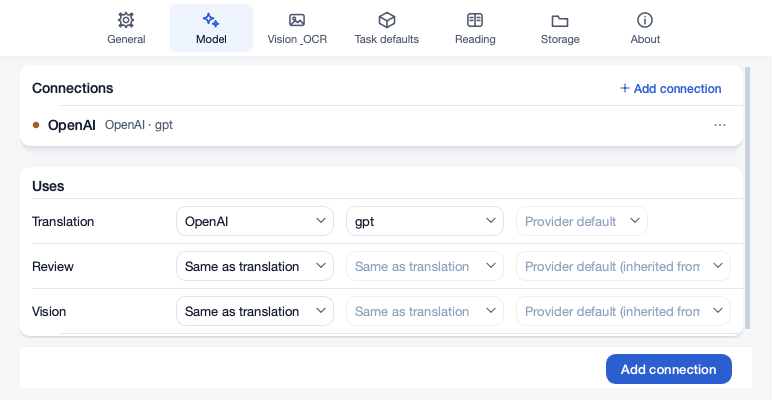 General
Model
Vision _OCR
Task defaults
Reading
Storage
About
Connections
Add connection
OpenAI OpenAI · gpt
Uses
Translation OpenAI gpt Provider default
Review Same as translation Same as translation Provider default (inherited from
Vision Same as translation Same as translation Provider default (inherited from
Add connection